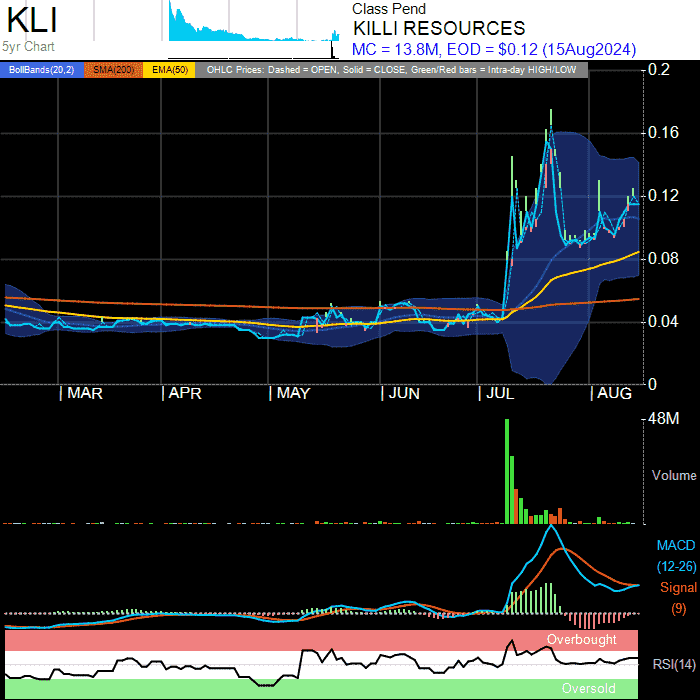 KLI
5yr Chart
Class Pend
KILLI RESOURCES
MC = 13.8M, EOD = $0.12 (15Aug2024)
BollBands(20,2) SMA(200) EMA(50) OHLC Prices: Dashed = OPEN, Solid = CLOSE, Green/Red bars = Intra-day HIGH/LOW
0.2
0.16
0.12
0.08
0.04
0
MAR APR MAY JUN JUL AUG
48M
Volume
MACD
(12-26)
Signal
(9)
Overbought
RSI(14)
Oversold